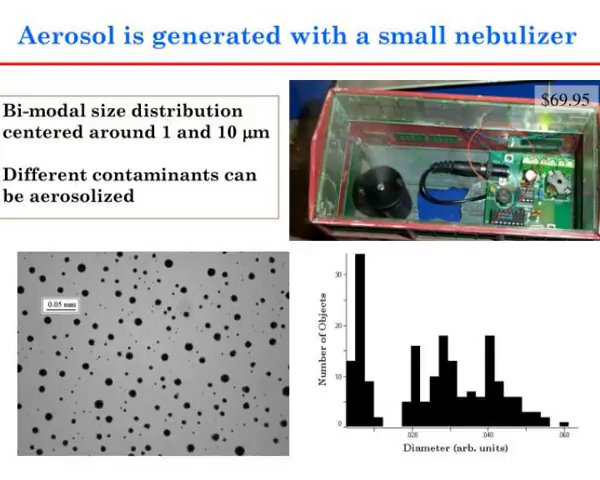 Aerosol is generated with a small nebulizer
Bi-modal size distribution
centered around 1 and 10 µm
Different contaminants can
be aerosolized
$69.95
0.05 mm
Number of Objects
30
20
10
0
.020
.040
.060
Diameter (arb. units)